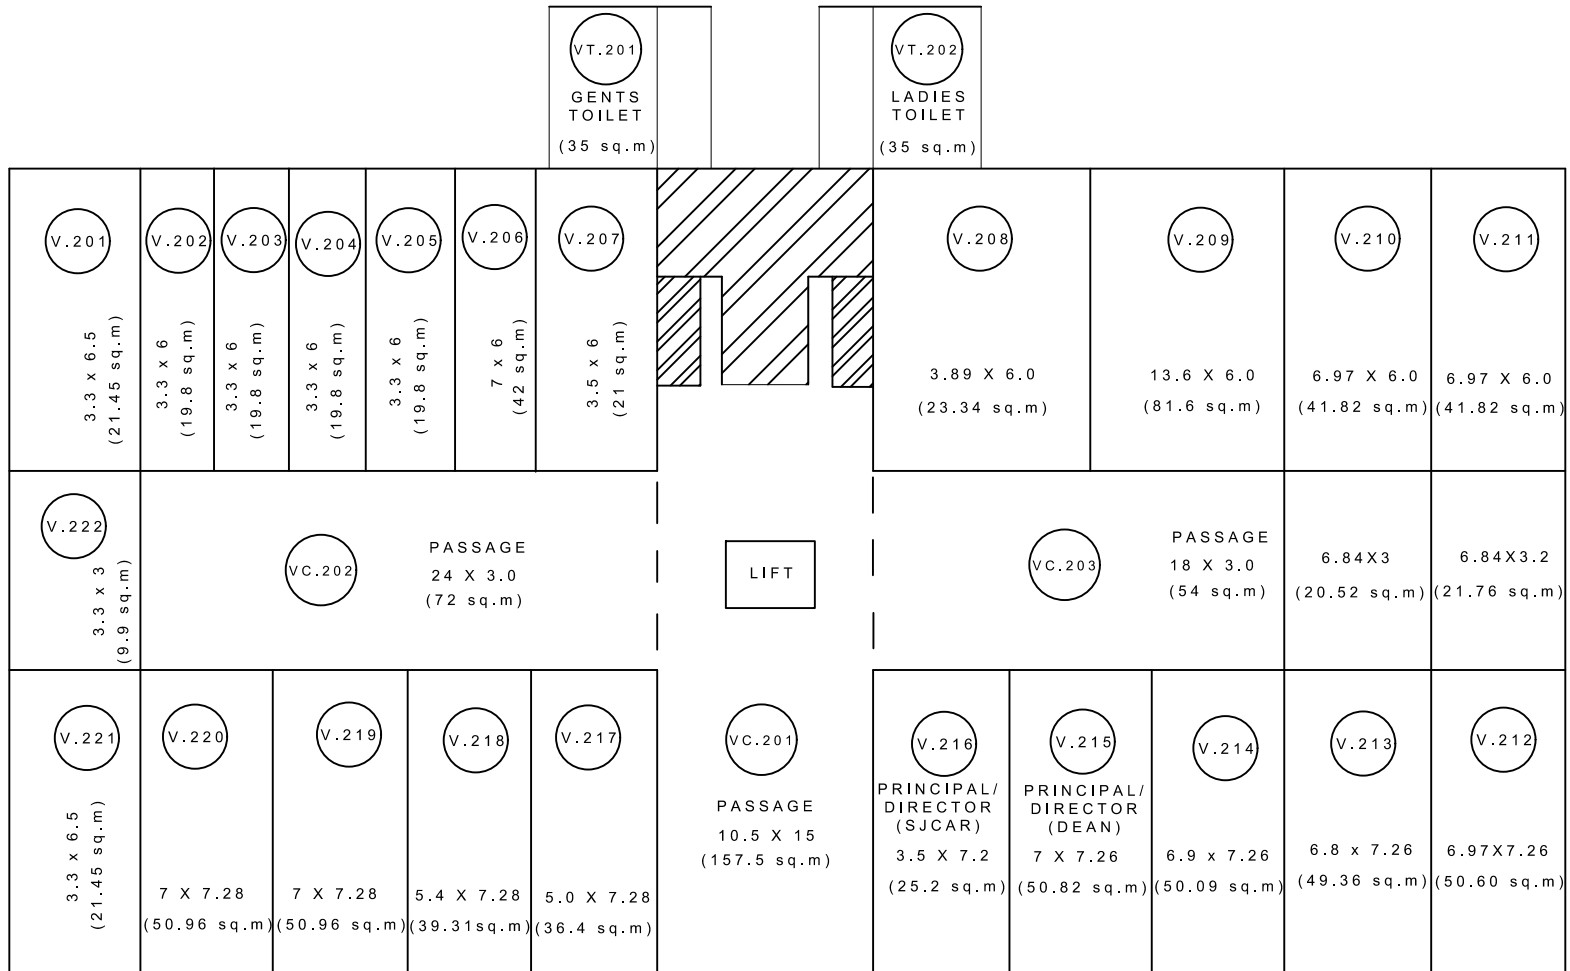 VT.201
GENTS
TOILET
(35 sq.m)
VT.202
LADIES
TOILET
(35 sq.m)
V.201
3.3 x 6.5
(21.45 sq.m)
V.202
3.3 x 6
(19.8 sq.m)
V.203
3.3 x 6
(19.8 sq.m)
V.204
3.3 x 6
(19.8 sq.m)
V.205
3.3 x 6
(19.8 sq.m)
V.206
7 x 6
(42 sq.m)
V.207
3.5 x 6
(21 sq.m)
V.208
3.89 X 6.0
(23.34 sq.m)
V.209
13.6 X 6.0
(81.6 sq.m)
V.210
6.97 X 6.0
(41.82 sq.m)
V.211
6.97 X 6.0
(41.82 sq.m)
V.222
3.3 x 3
(9.9 sq.m)
VC.202
PASSAGE
24 X 3.0
(72 sq.m)
LIFT
VC.203
PASSAGE
18 X 3.0
(54 sq.m)
6.84X3
(20.52 sq.m)
6.84X3.2
(21.76 sq.m)
V.221
3.3 x 6.5
(21.45 sq.m)
V.220
7 X 7.28
(50.96 sq.m)
V.219
7 X 7.28
(50.96 sq.m)
V.218
5.4 X 7.28
(39.31sq.m)
V.217
5.0 X 7.28
(36.4 sq.m)
VC.201
PASSAGE
10.5 X 15
(157.5 sq.m)
V.216
PRINCIPAL/
DIRECTOR
(SJCAR)
3.5 X 7.2
(25.2 sq.m)
V.215
PRINCIPAL/
DIRECTOR
(DEAN)
7 X 7.26
(50.82 sq.m)
V.214
6.9 x 7.26
(50.09 sq.m)
V.213
6.8 x 7.26
(49.36 sq.m)
V.212
6.97X7.26
(50.60 sq.m)